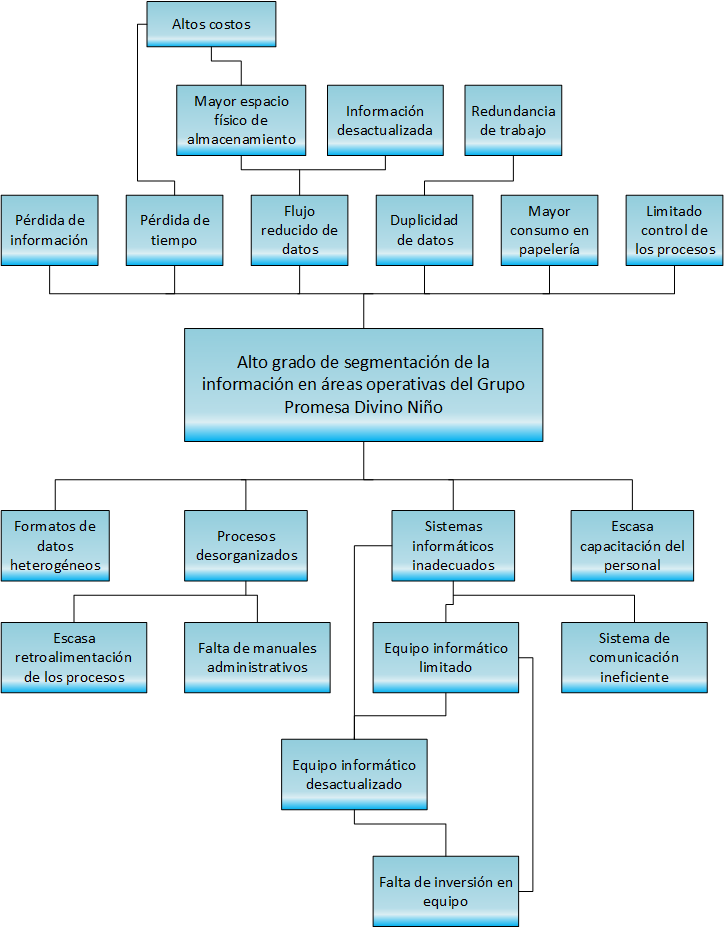 Altos costos
Mayor espacio
físico de
almacenamiento
Información
desactualizada
Redundancia
de trabajo
Pérdida de
información
Pérdida de
tiempo
Flujo
reducido de
datos
Duplicidad
de datos
Mayor
consumo en
papelería
Limitado
control de
los procesos
Alto grado de segmentación de la
información en áreas operativas del Grupo
Promesa Divino Niño
Formatos de
datos
heterogéneos
Procesos
desorganizados
Sistemas
informáticos
inadecuados
Escasa
capacitación del
personal
Escasa
retroalimentación
de los procesos
Falta de manuales
administrativos
Equipo informático
limitado
Sistema de
comunicación
ineficiente
Equipo informático
desactualizado
Falta de inversión en
equipo